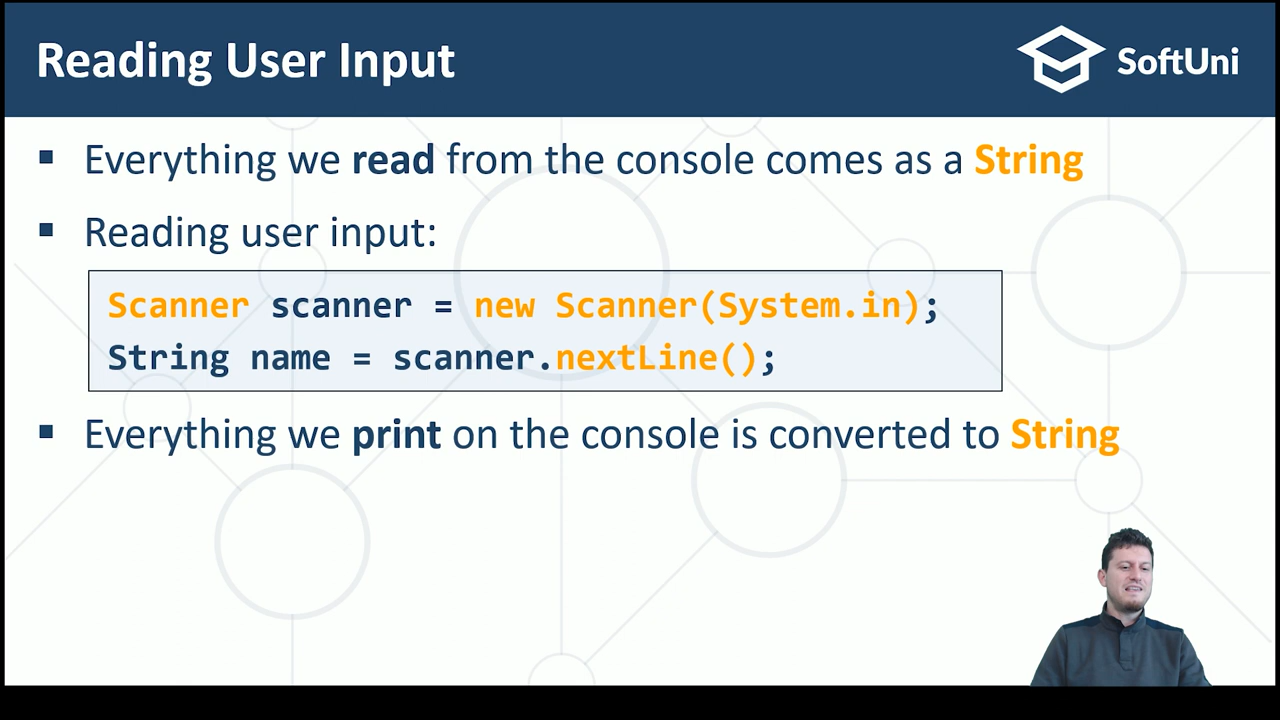 Reading User Input
SoftUni
▪ Everything we read from the console comes as a String
▪ Reading user input:
Scanner scanner = new Scanner(System.in);
String name = scanner.nextLine();
▪ Everything we print on the console is converted to String